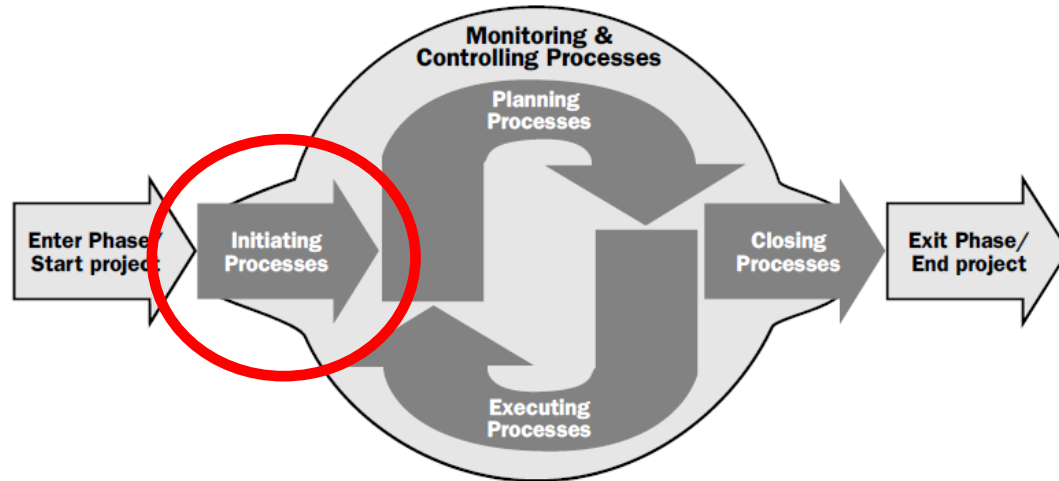 Monitoring &
Controlling Processes
Planning
Processes
Enter Phase/
Start project
Initiating
Processes
Closing
Processes
Exit Phase/
End project
Executing
Processes